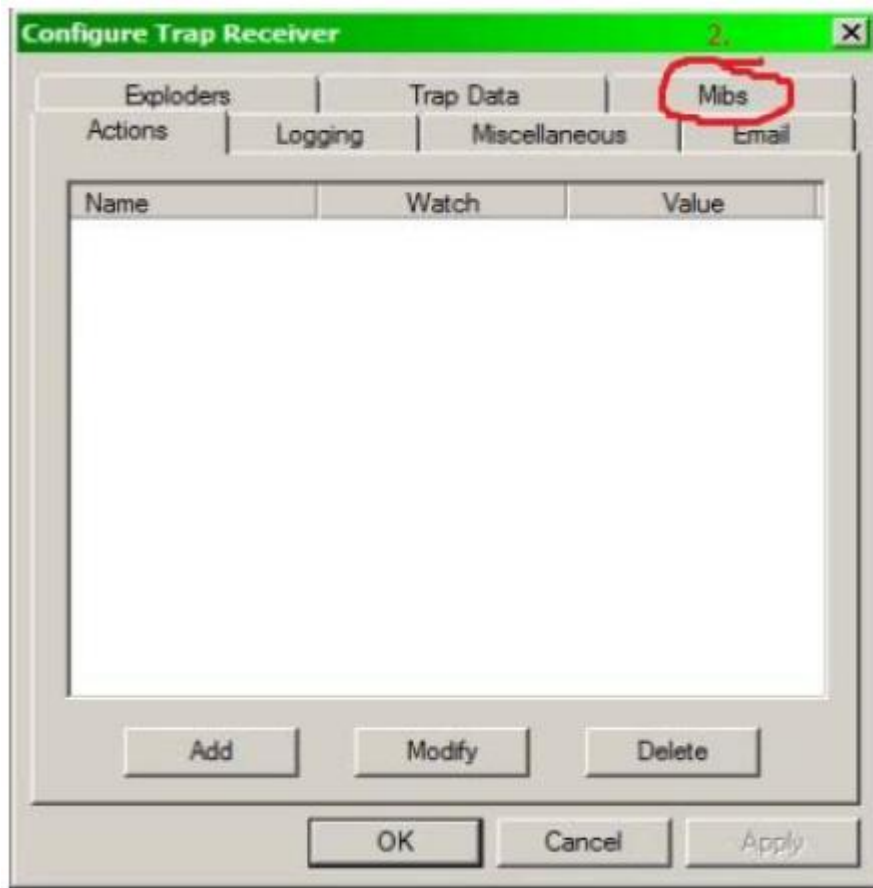 Configure Trap Receiver 2.
Exploders Trap Data Mibs
Actions Logging Miscellaneous Email
Name Watch Value
Add Modify Delete
OK Cancel Apply